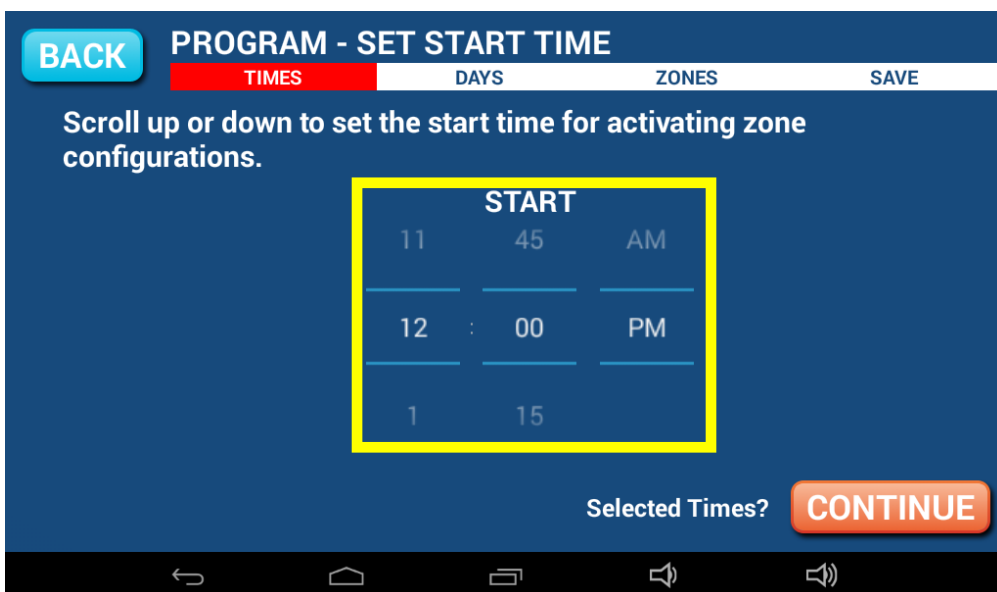 BACK
PROGRAM - SET START TIME
TIMES DAYS ZONES SAVE
Scroll up or down to set the start time for activating zone
configurations.
START
11 45 AM
12 : 00 PM
1 15
Selected Times? CONTINUE